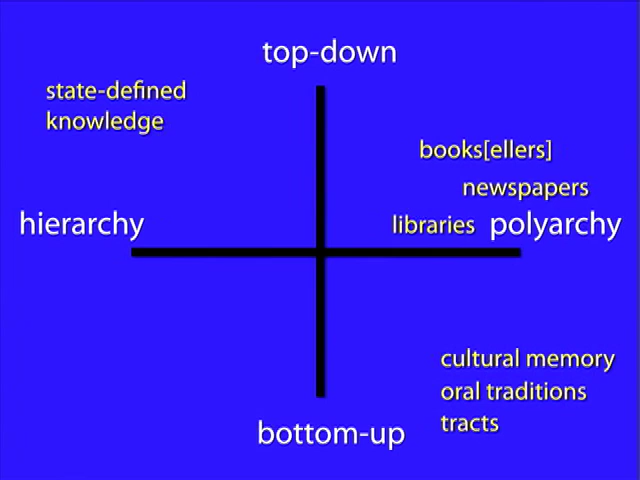 top-down
state-defined
knowledge
books[ellers]
newspapers
hierarchy
libraries polyarchy
cultural memory
oral traditions
tracts
bottom-up